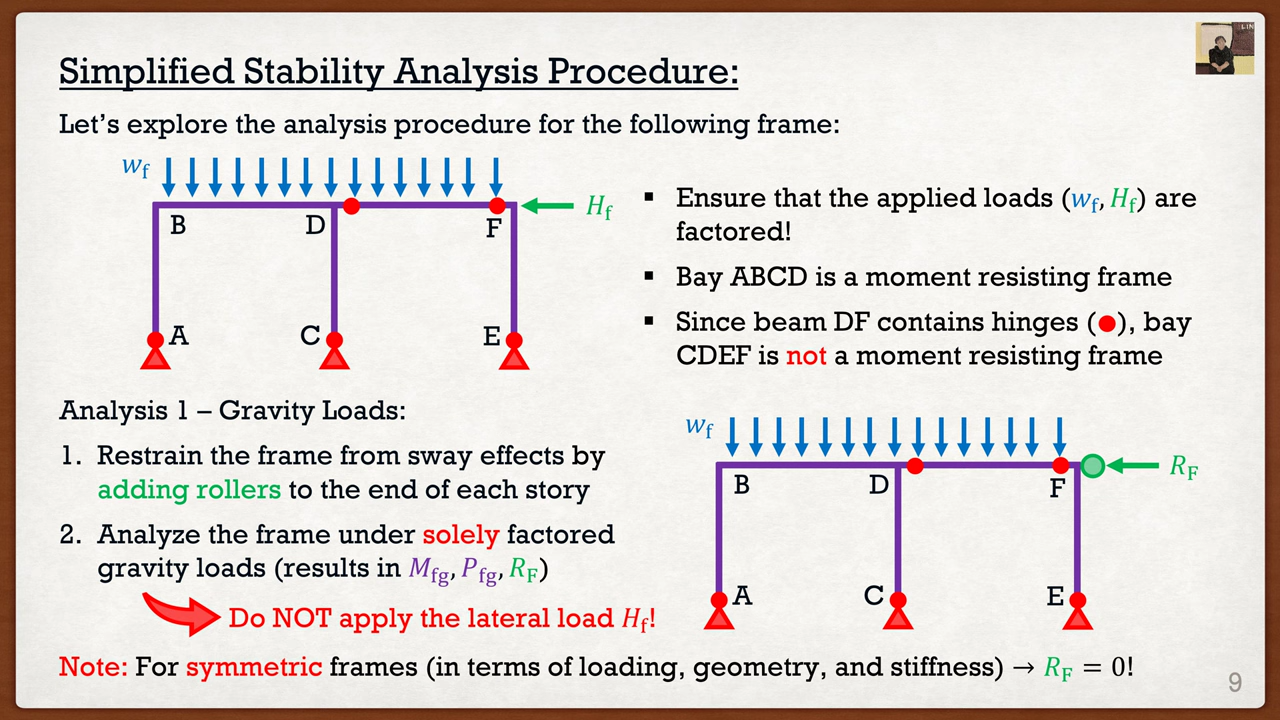 LIN
Simplified Stability Analysis Procedure:
Let's explore the analysis procedure for the following frame:
w_f
H_f
B
D
F
A
C
E
▪ Ensure that the applied loads (w_f, H_f) are
factored!
▪ Bay ABCD is a moment resisting frame
▪ Since beam DF contains hinges (●), bay
CDEF is not a moment resisting frame
Analysis 1 – Gravity Loads:
1. Restrain the frame from sway effects by
adding rollers to the end of each story
2. Analyze the frame under solely factored
gravity loads (results in M_fg, P_fg, R_F)
Do NOT apply the lateral load H_f!
w_f
R_F
B
D
F
A
C
E
Note: For symmetric frames (in terms of loading, geometry, and stiffness) → R_F = 0!
9